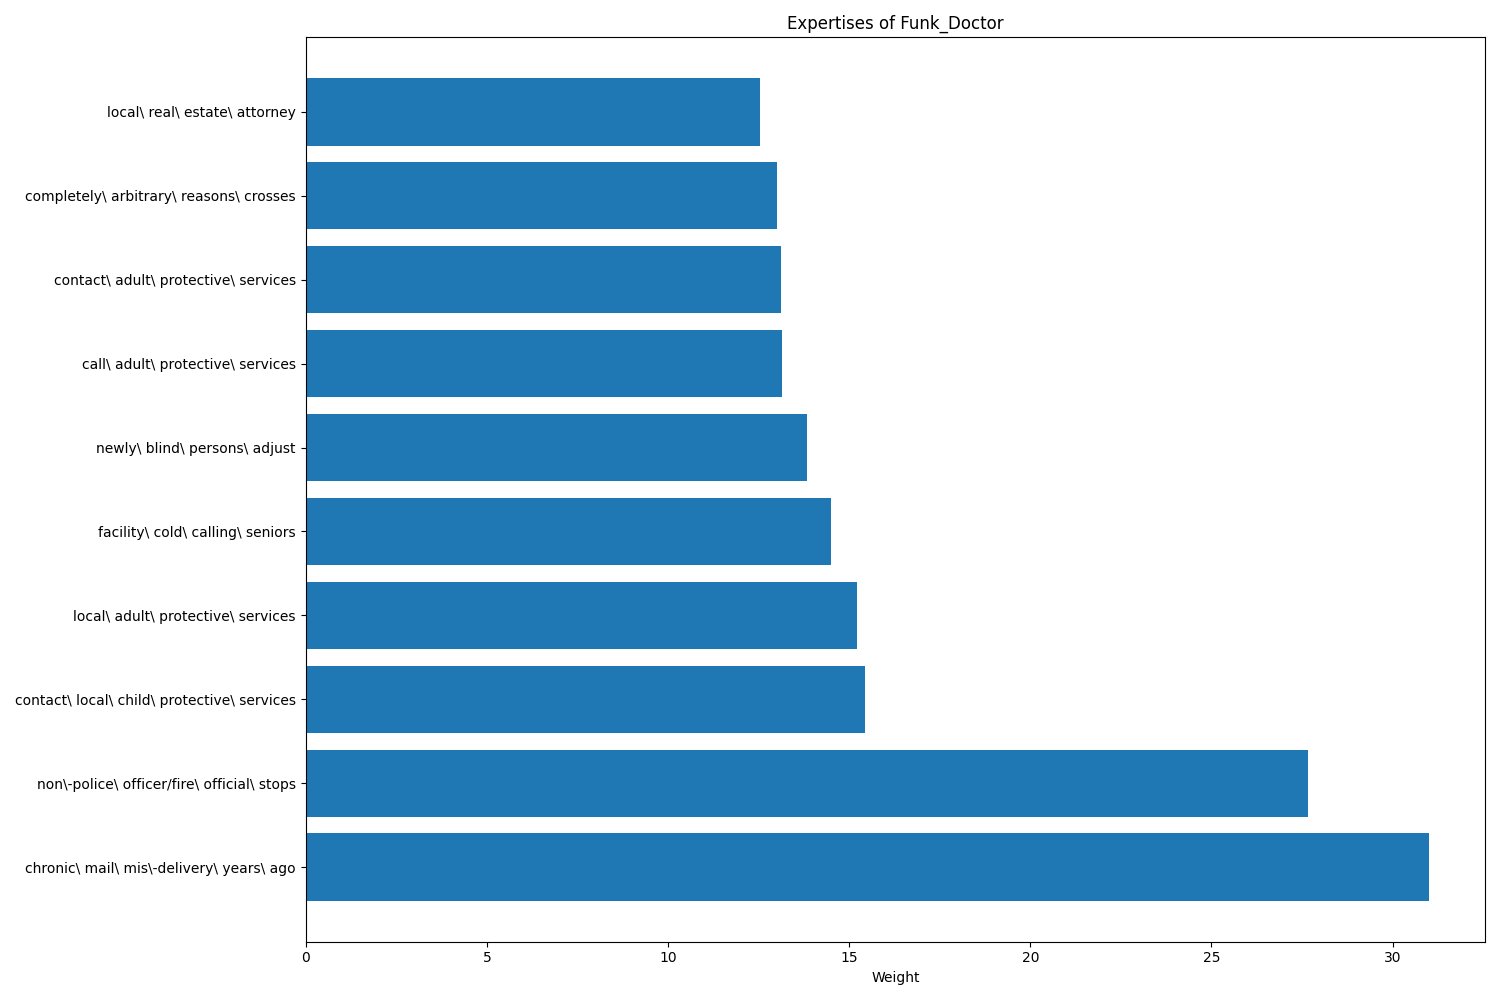 Expertises of Funk_Doctor
local\ real\ estate\ attorney
completely\ arbitrary\ reasons\ crosses
contact\ adult\ protective\ services
call\ adult\ protective\ services
newly\ blind\ persons\ adjust
facility\ cold\ calling\ seniors
local\ adult\ protective\ services
contact\ local\ child\ protective\ services
non\-police\ officer/fire\ official\ stops
chronic\ mail\ mis\-delivery\ years\ ago
0 5 10 15 20 25 30
Weight